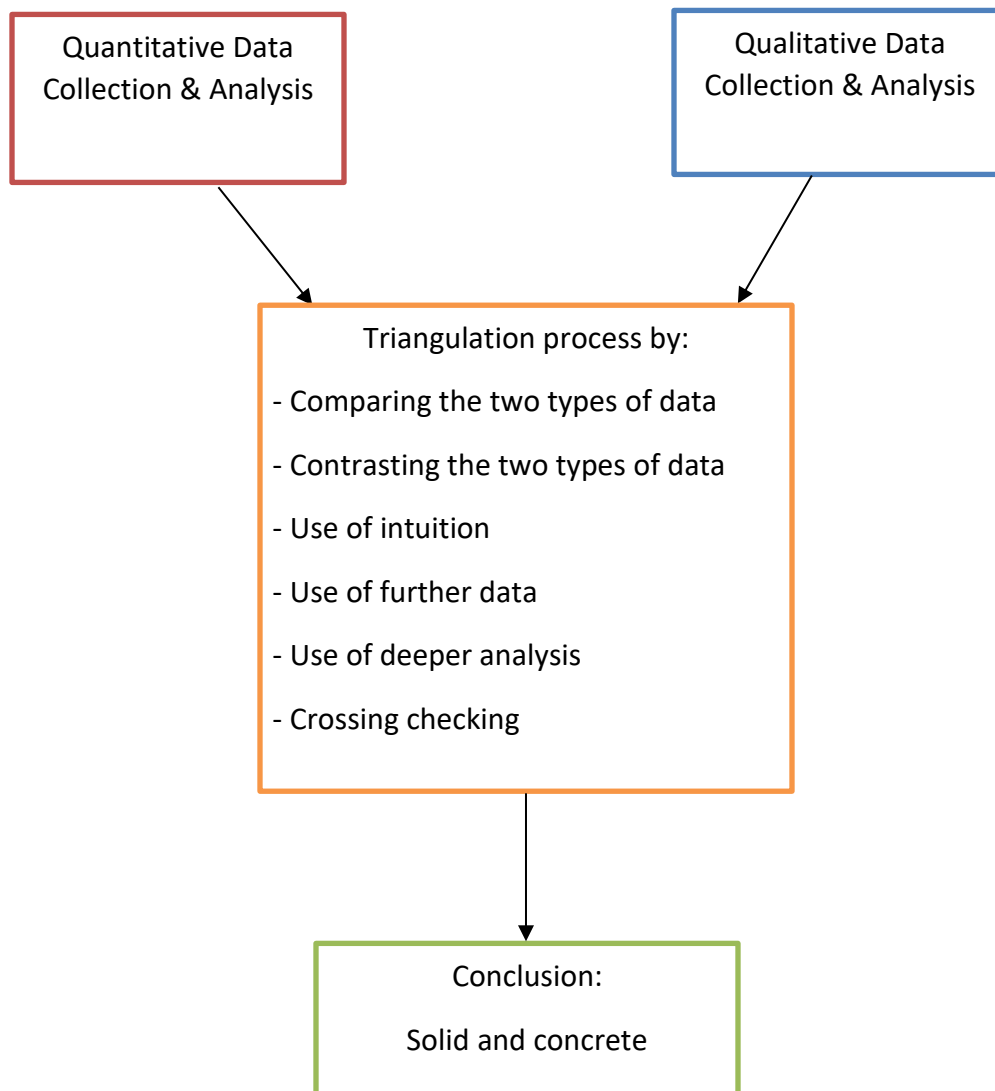 Quantitative Data
Collection & Analysis
Qualitative Data
Collection & Analysis
Triangulation process by:
- Comparing the two types of data
- Contrasting the two types of data
- Use of intuition
- Use of further data
- Use of deeper analysis
- Crossing checking
Conclusion:
Solid and concrete